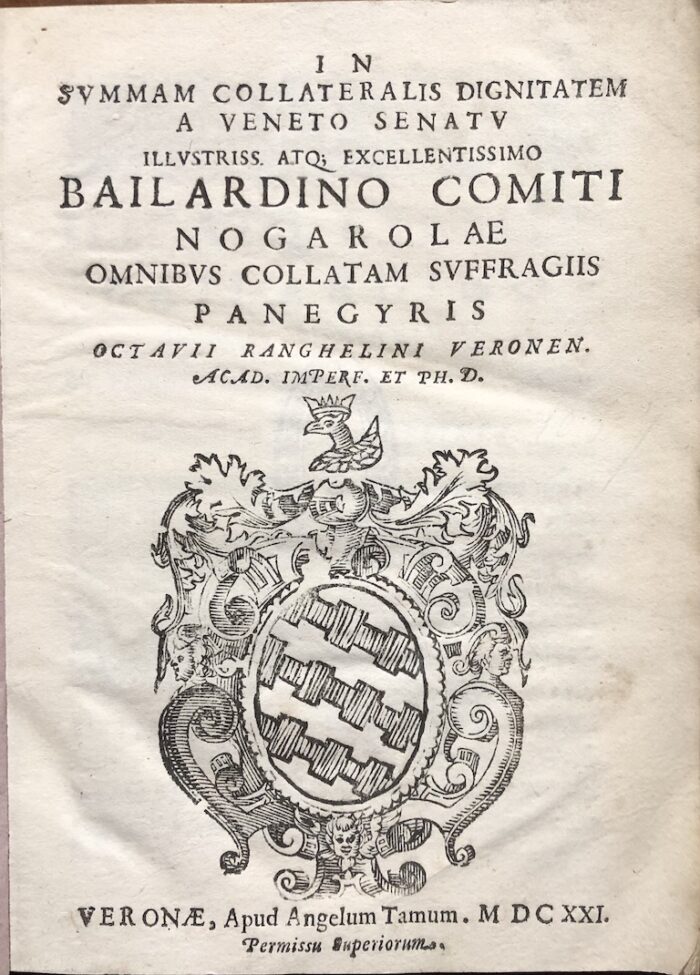 IN
SVMMAM COLLATERALIS DIGNITATEM
A VENETO SENATV
ILLVSTRISS. ATQ; EXCELLENTISSIMO
BAILARDINO COMITI
NOGAROLAE
OMNIBVS COLLATAM SVFFRAGIIS
PANEGYRIS
OCTAVII RANGHELINI VERONEN.
ACAD. IMPERF. ET PH. D.
VERONÆ, Apud Angelum Tamum. M DC XXI.
Permissu Superiorum.